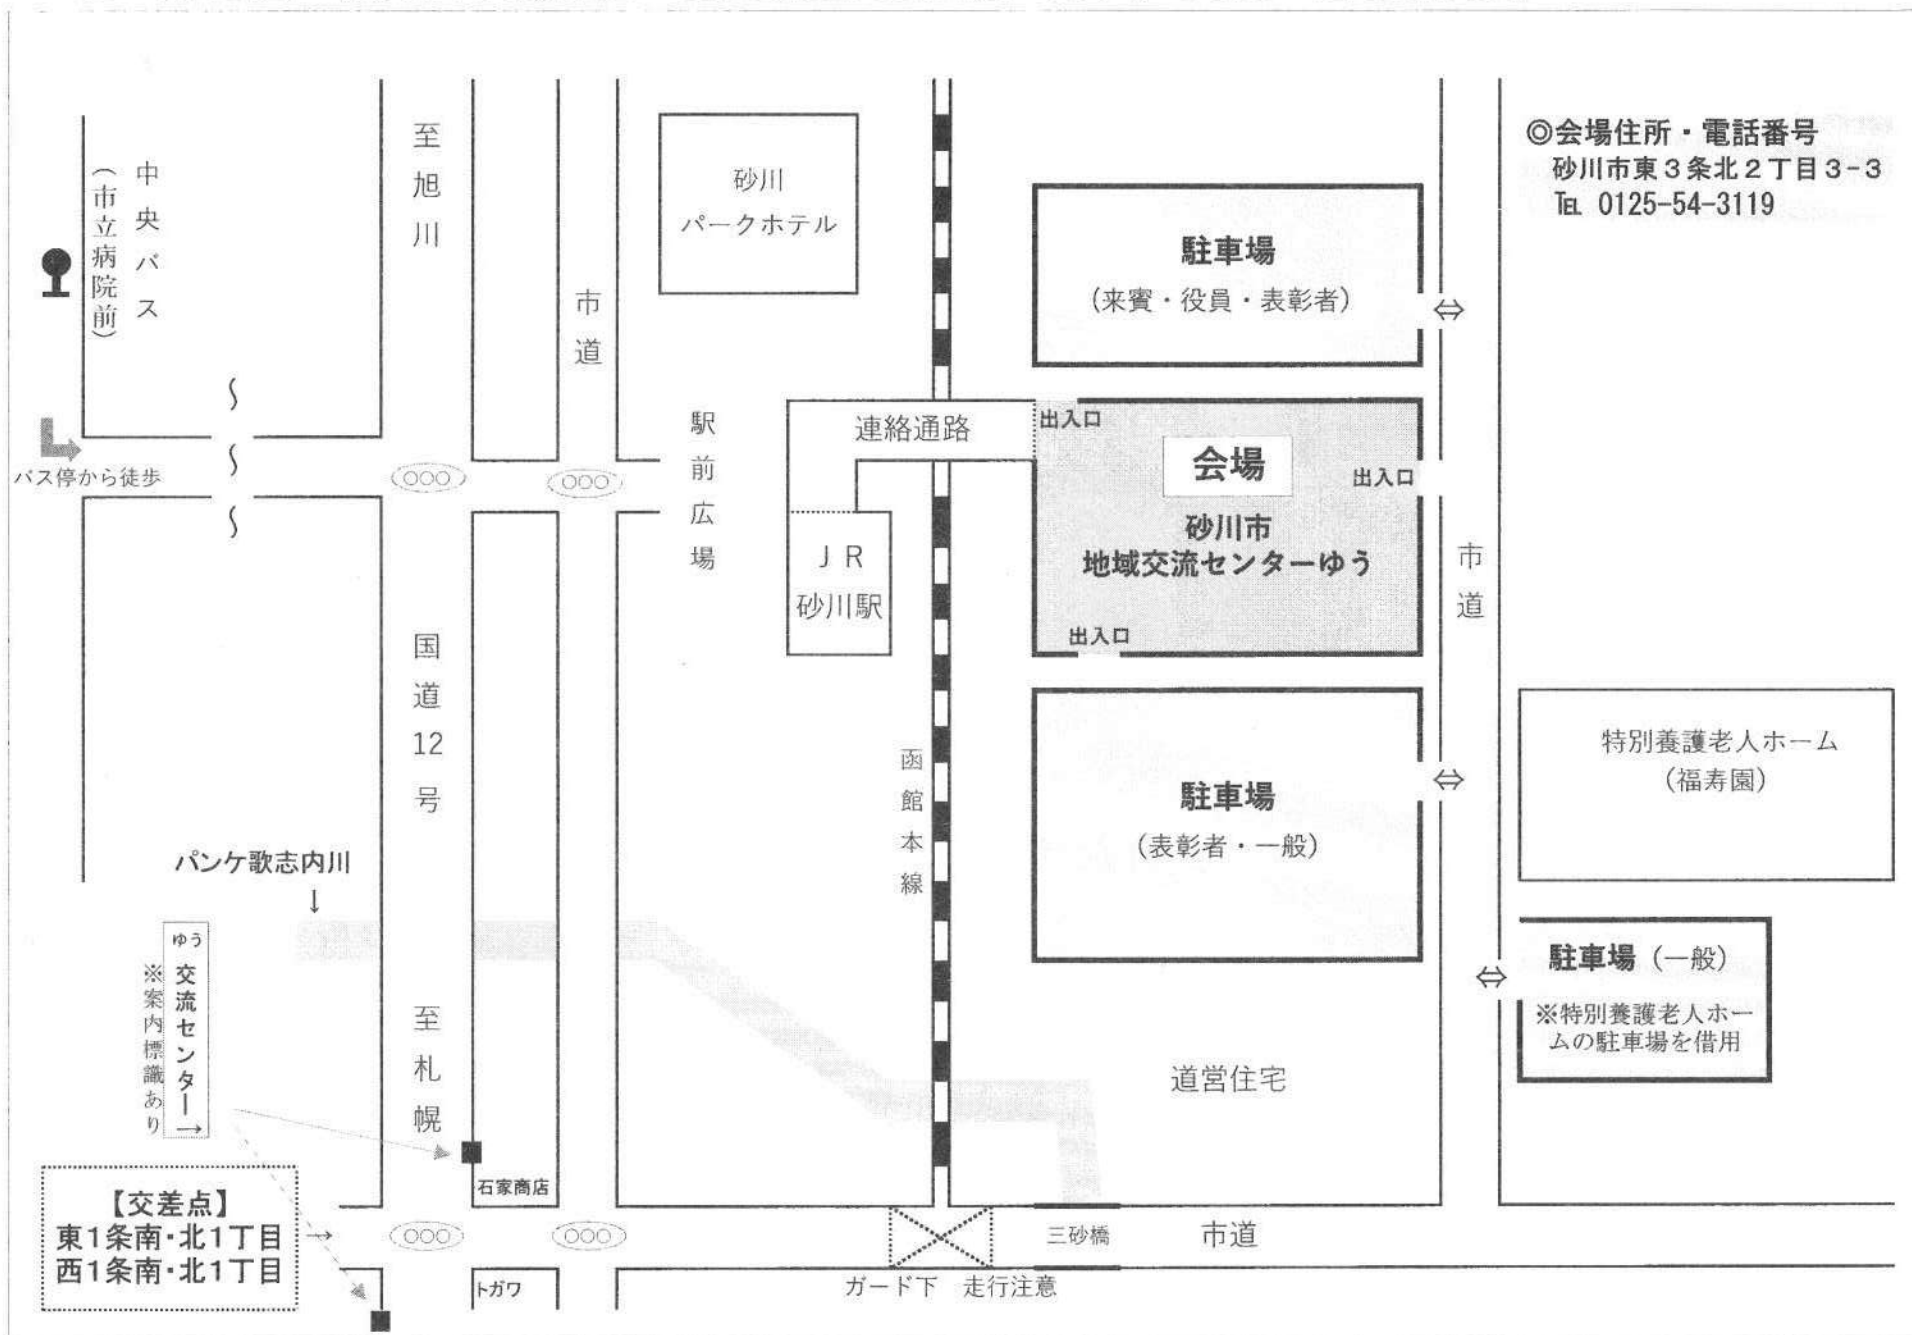 ◎会場住所・電話番号
砂川市東３条北２丁目３-３
℡ 0125-54-3119
中央バス
（市立病院前）
バス停から徒歩
至旭川
市道
砂川
パークホテル
駐車場
（来賓・役員・表彰者）
⇔
駅前広場
連絡通路
出入口
会場
出入口
砂川市
地域交流センターゆう
出入口
ＪＲ
砂川駅
市道
国道12号
函館本線
駐車場
（表彰者・一般）
⇔
特別養護老人ホーム
（福寿園）
パンケ歌志内川
↓
ゆう
交流センター→
※案内標識あり
至札幌
駐車場（一般）
⇔
※特別養護老人ホー
ムの駐車場を借用
道営住宅
石家商店
【交差点】
東1条南・北1丁目
西1条南・北1丁目
→
三砂橋
市道
トガワ
ガード下　走行注意